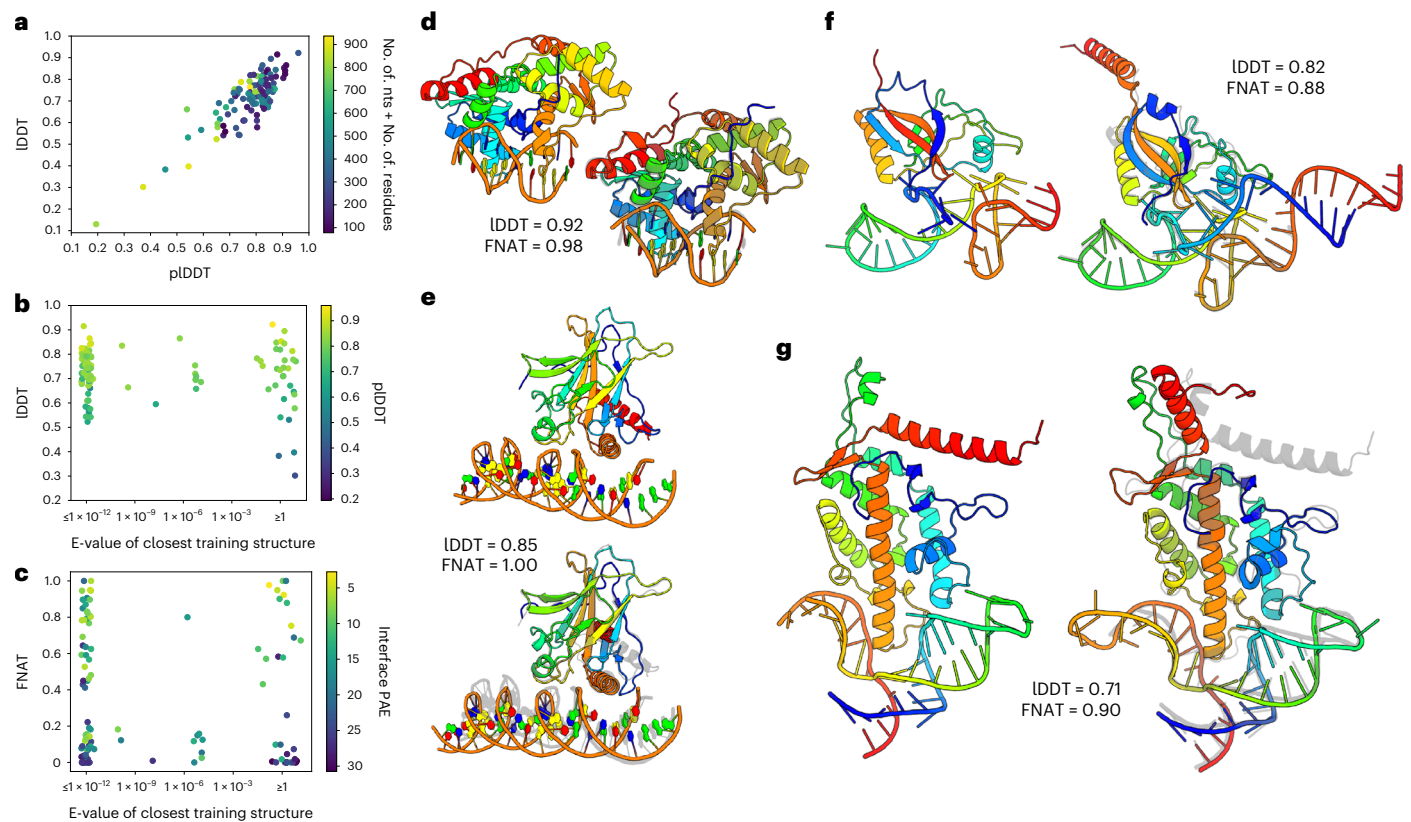 a
1.0
0.9
0.8
0.7
0.6
0.5
0.4
0.3
0.2
0.1
lDDT
0.1 0.2 0.3 0.4 0.5 0.6 0.7 0.8 0.9 1.0
plDDT
900
800
700
600
500
400
300
200
100
No. of. nts + No. of residues
b
1.0
0.9
0.8
0.7
0.6
0.5
0.4
0.3
0.2
lDDT
≤1 × 10⁻¹² 1 × 10⁻⁹ 1 × 10⁻⁶ 1 × 10⁻³ ≥1
E-value of closest training structure
0.9
0.8
0.7
0.6
0.5
0.4
0.3
0.2
plDDT
c
1.0
0.8
0.6
0.4
0.2
0
FNAT
≤1 × 10⁻¹² 1 × 10⁻⁹ 1 × 10⁻⁶ 1 × 10⁻³ ≥1
E-value of closest training structure
5
10
15
20
25
30
Interface PAE
d
lDDT = 0.92
FNAT = 0.98
e
lDDT = 0.85
FNAT = 1.00
f
lDDT = 0.82
FNAT = 0.88
g
lDDT = 0.71
FNAT = 0.90